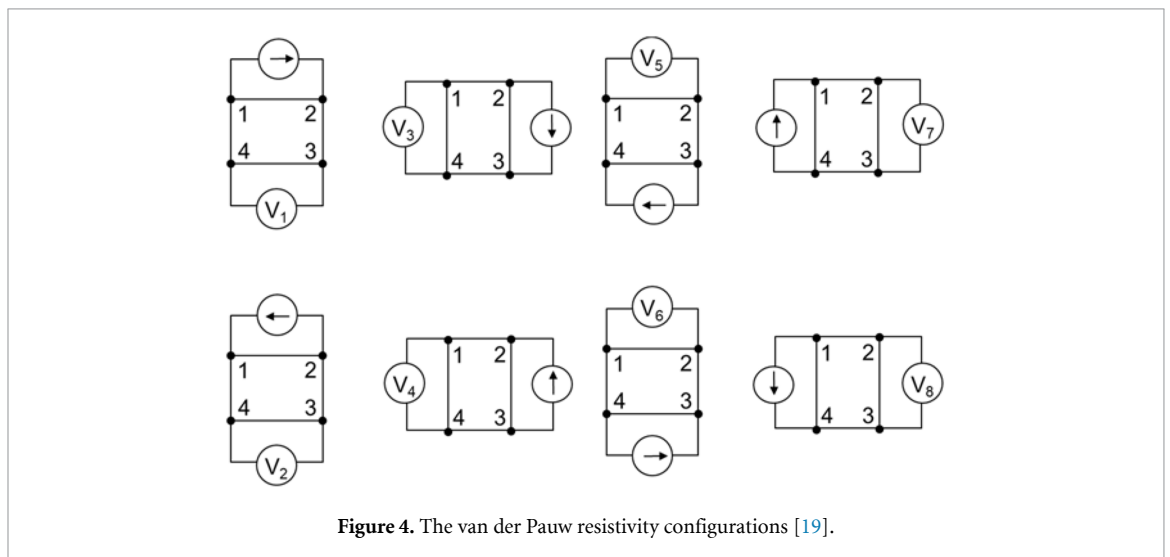 V₅
1 2 1 2 1 2 1 2
V₃ V₇
4 3 4 3 4 3 4 3
V₁
V₆
1 2 1 2 1 2 1 2
V₄ V₈
4 3 4 3 4 3 4 3
V₂
Figure 4. The van der Pauw resistivity configurations [19].